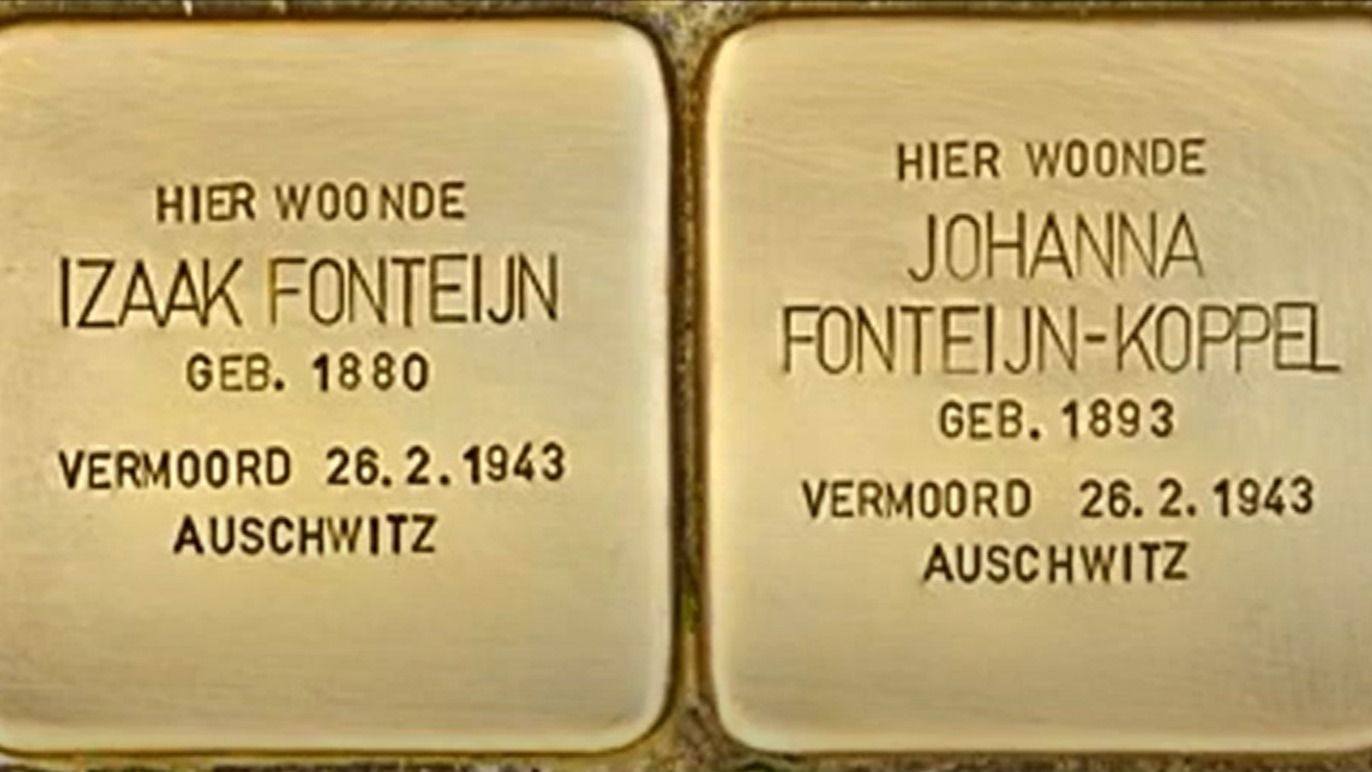 HIER WOONDE
IZAAK FONTEIJN
GEB. 1880
VERMOORD 26.2.1943
AUSCHWITZ
HIER WOONDE
JOHANNA
FONTEIJN-KOPPEL
GEB. 1893
VERMOORD 26.2.1943
AUSCHWITZ